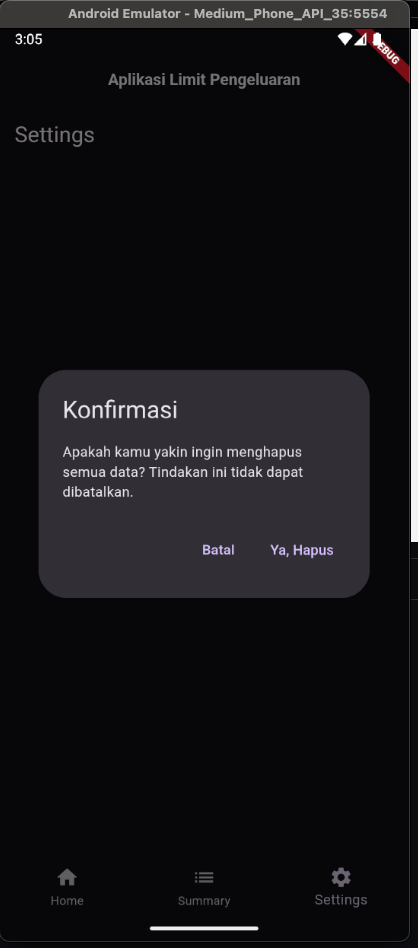 Android Emulator - Medium_Phone_API_35:5554
3:05
DEBUG
Aplikasi Limit Pengeluaran
Settings
Konfirmasi
Apakah kamu yakin ingin menghapus
semua data? Tindakan ini tidak dapat
dibatalkan.
Batal Ya, Hapus
Home Summary Settings